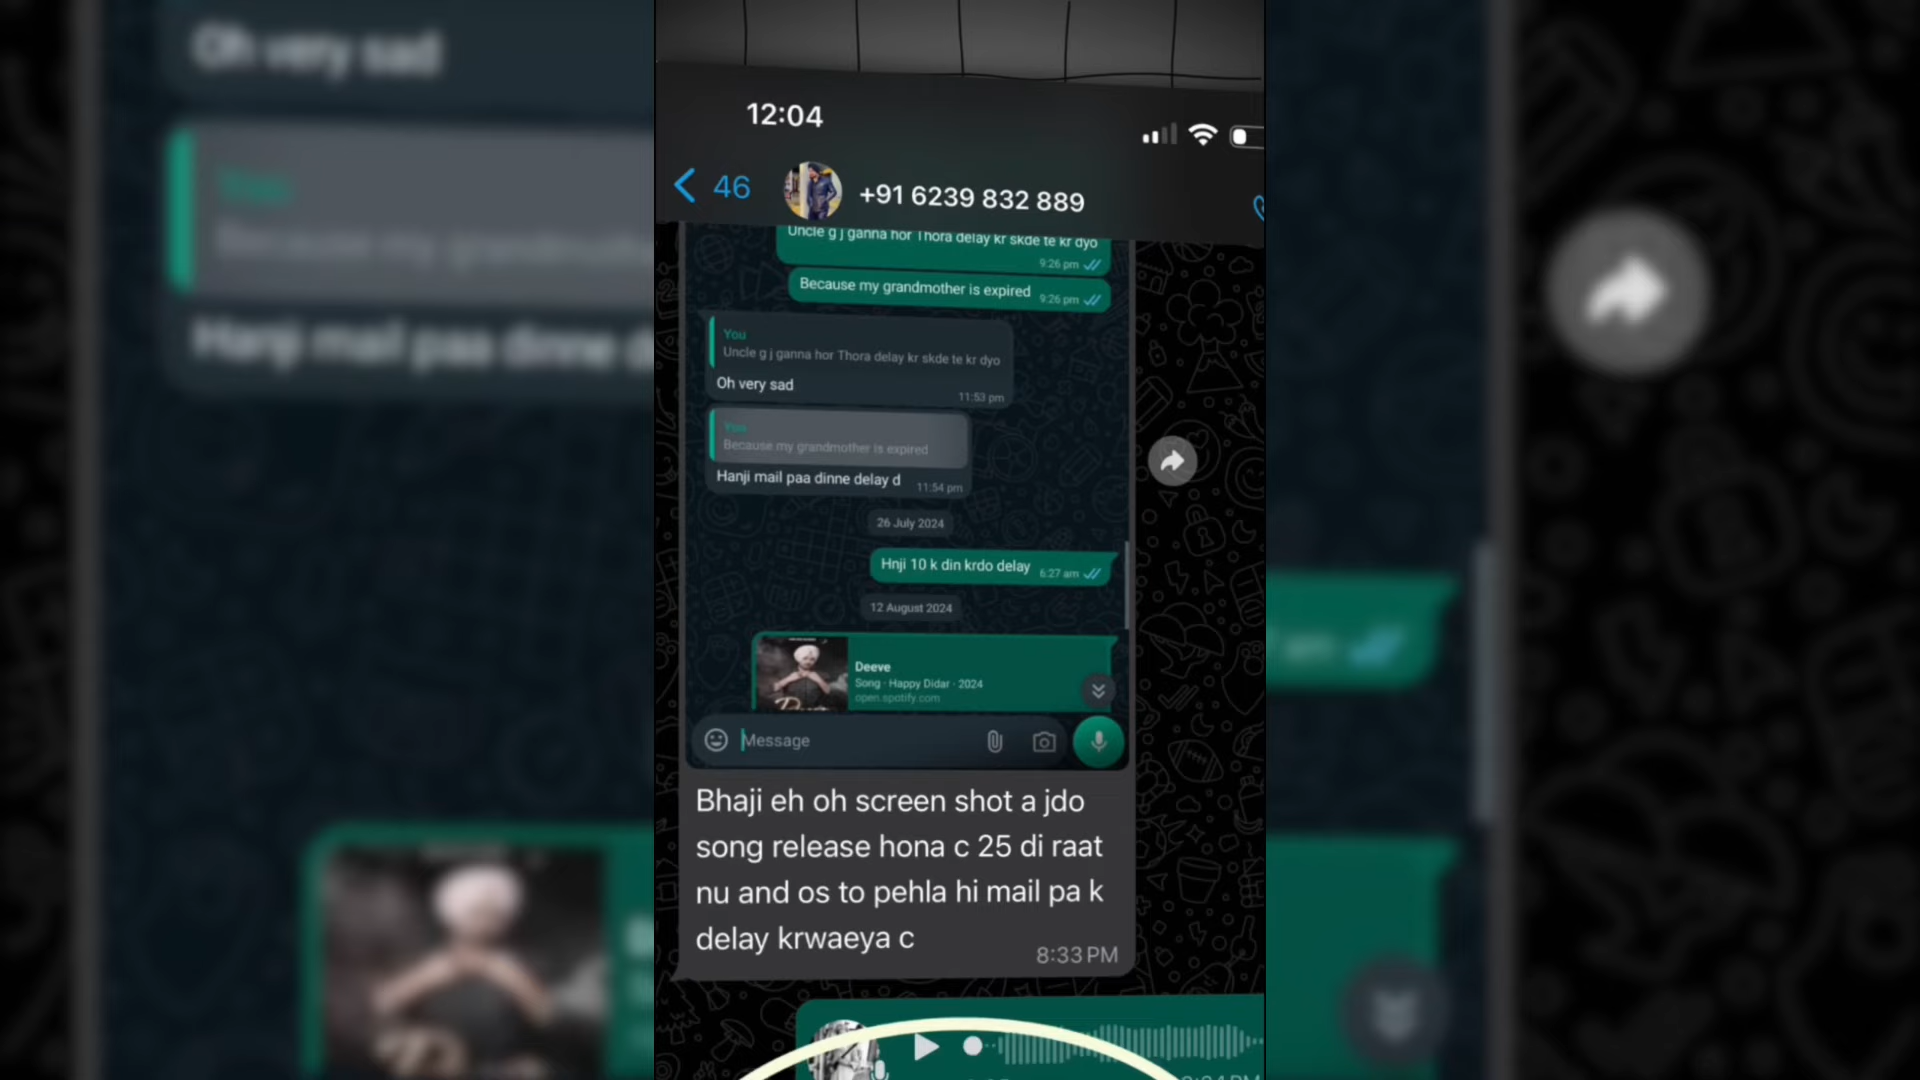 Oh very sad
You
Because my grandmother
Hanji mail paa dinne d
12:04
46
+91 6239 832 889
Uncle g j ganna hor Thora delay kr skde te kr dyo
9:26 pm
Because my grandmother is expired
9:26 pm
You
Uncle g j ganna hor Thora delay kr skde te kr dyo
Oh very sad
11:53 pm
You
Because my grandmother is expired
Hanji mail paa dinne delay d
11:54 pm
26 July 2024
Hnji 10 k din krdo delay
6:27 am
12 August 2024
Deeve
Song · Happy Didar · 2024
open.spotify.com
Message
Bhaji eh oh screen shot a jdo
song release hona c 25 di raat
nu and os to pehla hi mail pa k
delay krwaeya c
8:33 PM